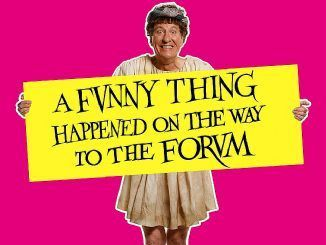 A FVNNY THING
HAPPENED ON THE WAY
TO THE FORVM